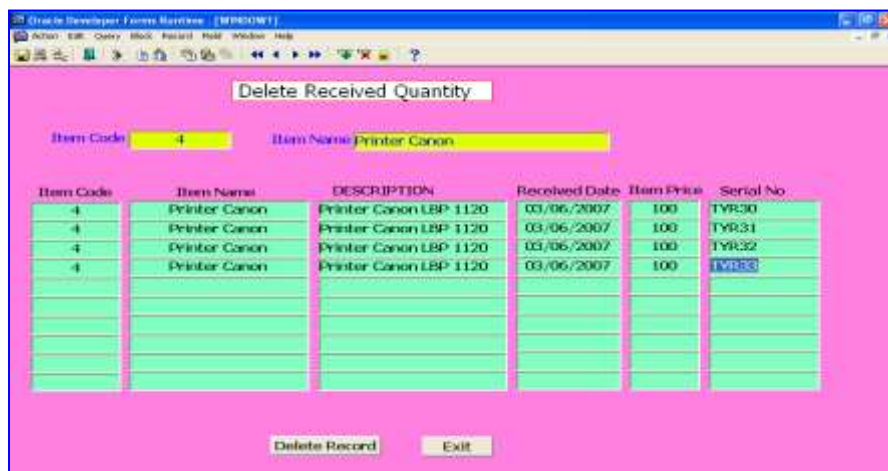 Oracle Developer Forms Runtime - [WINDOW1]
Action Edit Query Block Record Field Window Help
Delete Received Quantity
Item Code 4 Item Name Printer Canon
Item Code Item Name DESCRIPTION Received Date Item Price Serial No
4 Printer Canon Printer Canon LBP 1120 03/06/2007 100 TYR30
4 Printer Canon Printer Canon LBP 1120 03/06/2007 100 TYR31
4 Printer Canon Printer Canon LBP 1120 03/06/2007 100 TYR32
4 Printer Canon Printer Canon LBP 1120 03/06/2007 100 TYR33
Delete Record Exit